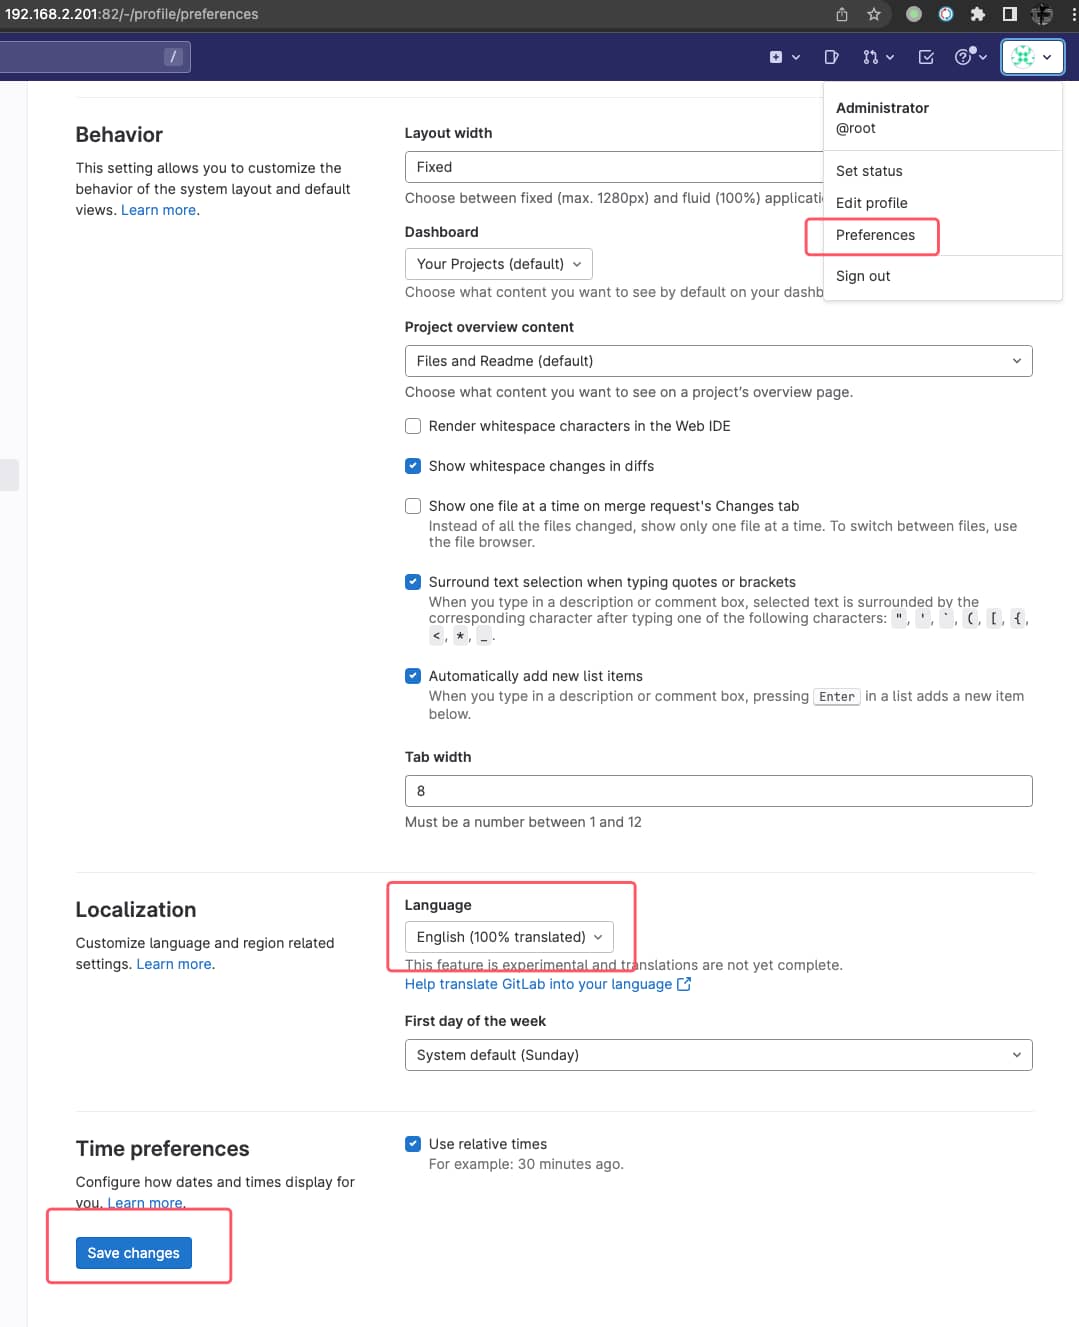 192.168.2.201:82/-/profile/preferences
/
Administrator
@root
Set status
Edit profile
Preferences
Sign out
Behavior
This setting allows you to customize the
behavior of the system layout and default
views. Learn more.
Layout width
Fixed
Choose between fixed (max. 1280px) and fluid (100%) applicati
Dashboard
Your Projects (default)
Choose what content you want to see by default on your dashb
Project overview content
Files and Readme (default)
Choose what content you want to see on a project's overview page.
Render whitespace characters in the Web IDE
Show whitespace changes in diffs
Show one file at a time on merge request's Changes tab
Instead of all the files changed, show only one file at a time. To switch between files, use
the file browser.
Surround text selection when typing quotes or brackets
When you type in a description or comment box, selected text is surrounded by the
corresponding character after typing one of the following characters: ", ', `, (, [, {,
<, *, _.
Automatically add new list items
When you type in a description or comment box, pressing Enter in a list adds a new item
below.
Tab width
8
Must be a number between 1 and 12
Localization
Customize language and region related
settings. Learn more.
Language
English (100% translated)
This feature is experimental and translations are not yet complete.
Help translate GitLab into your language
First day of the week
System default (Sunday)
Time preferences
Configure how dates and times display for
you. Learn more.
Use relative times
For example: 30 minutes ago.
Save changes